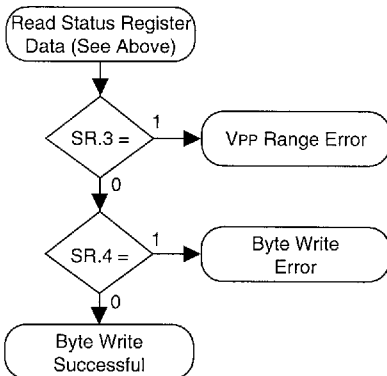 Read Status Register
Data (See Above)
SR.3 =
1
VPP Range Error
0
SR.4 =
1
Byte Write
Error
0
Byte Write
Successful